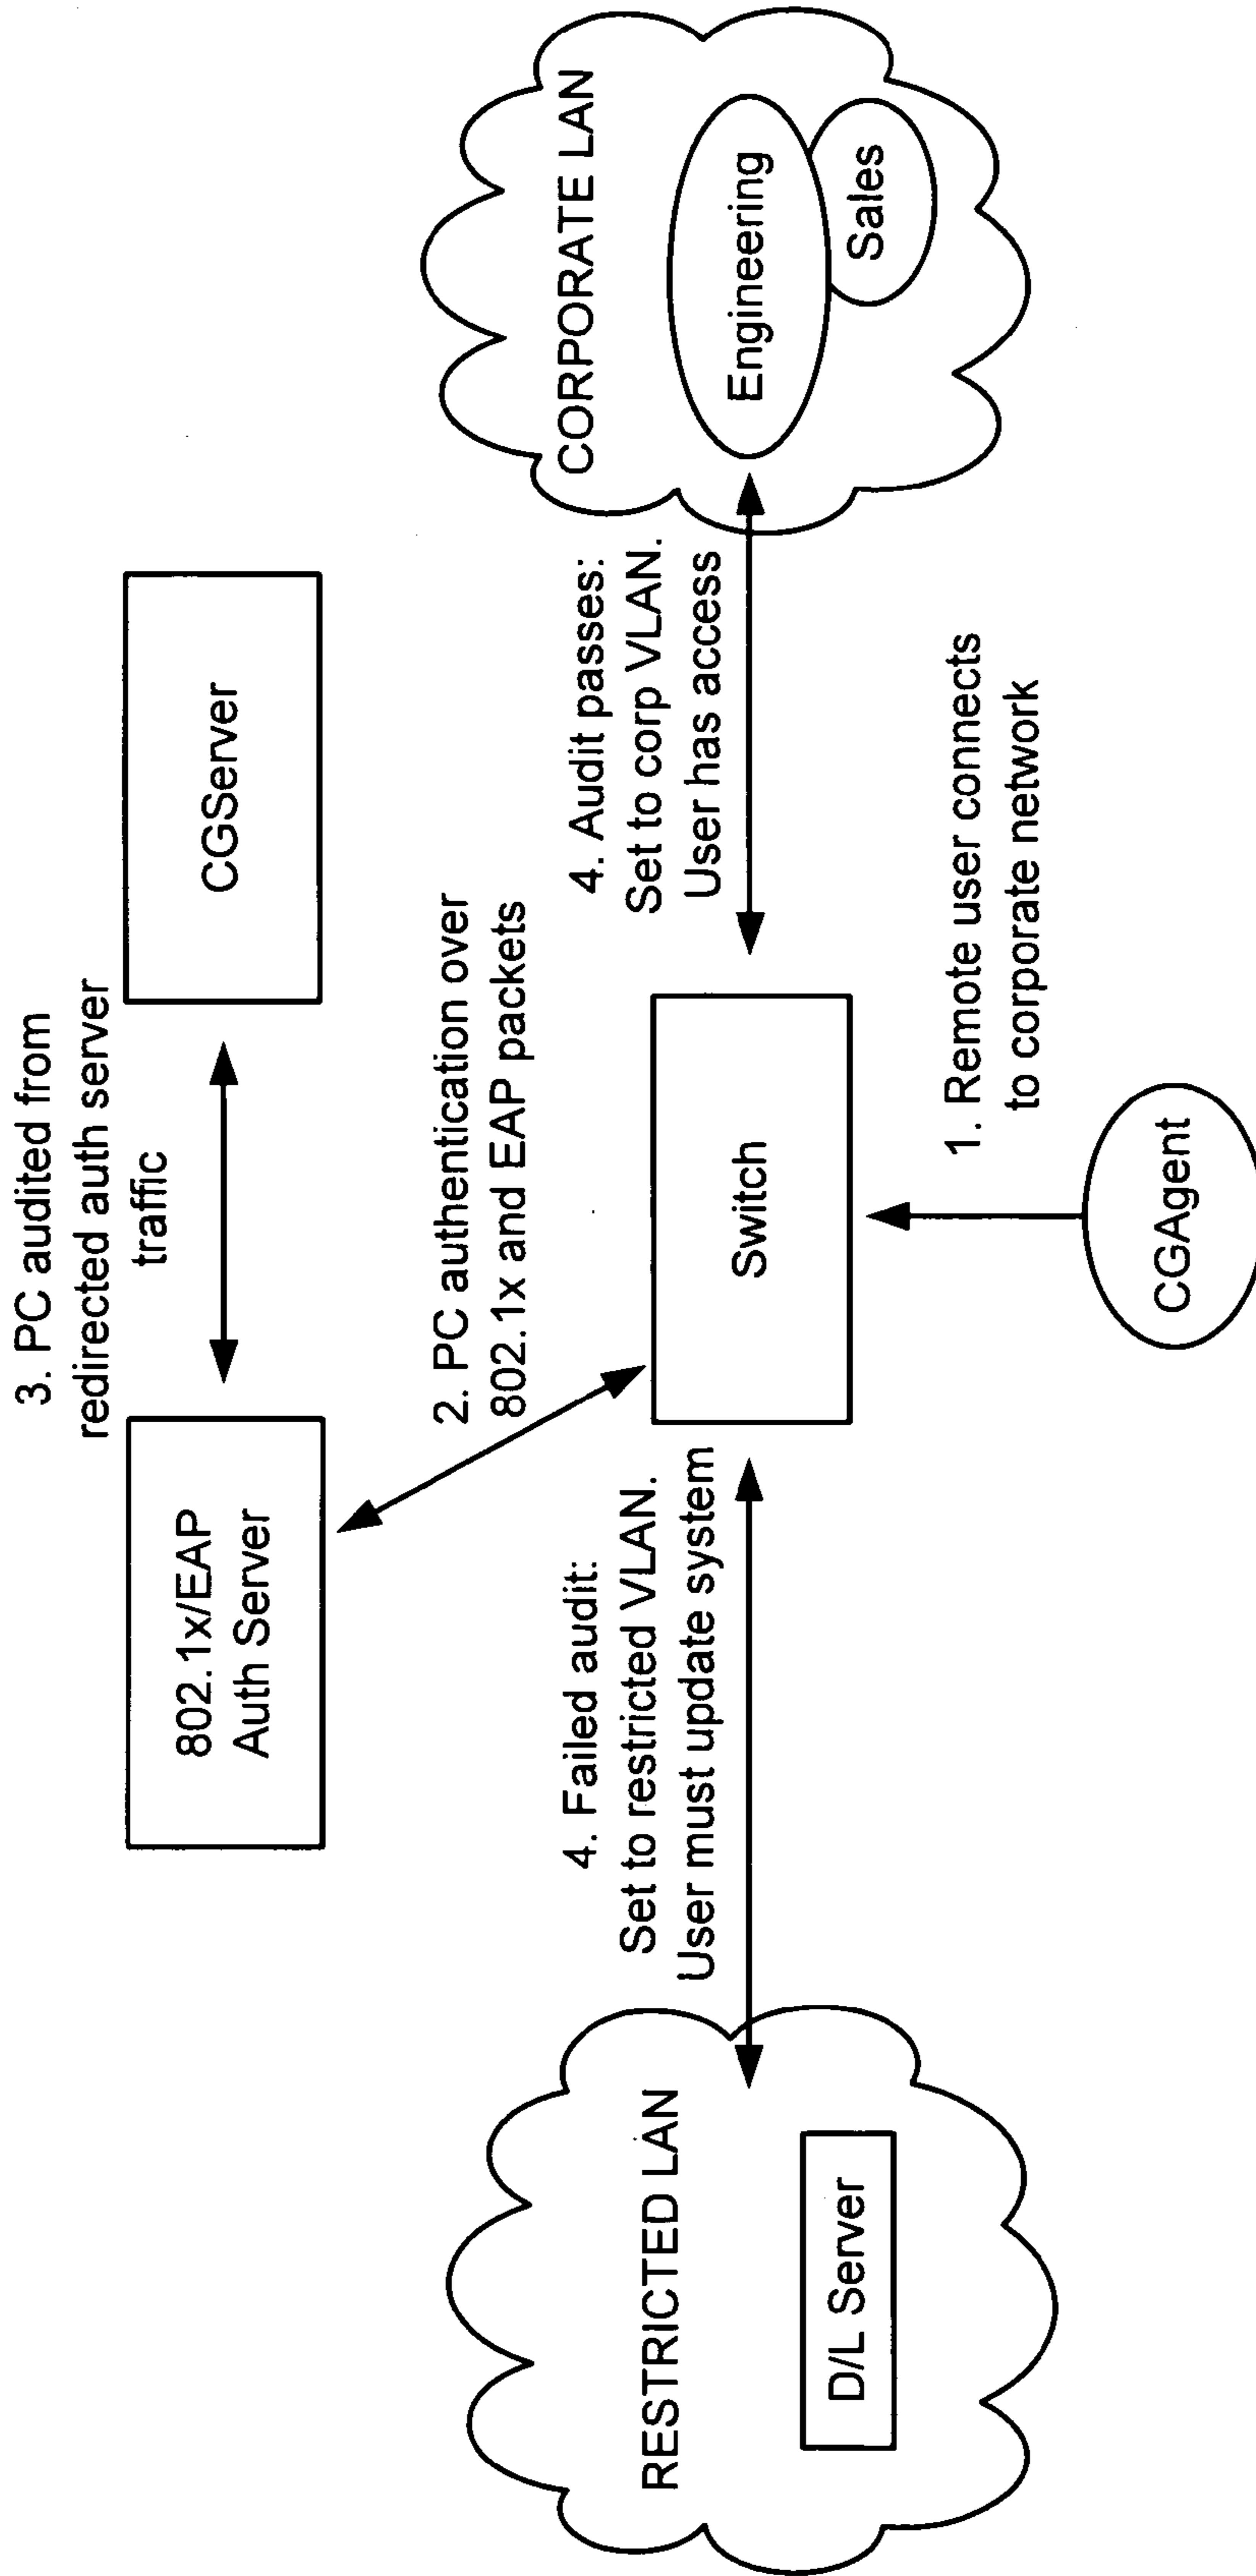 3. PC audited from
redirected auth server
traffic
802.1x/EAP
Auth Server
CGServer
2. PC authentication over
802.1x and EAP packets
RESTRICTED LAN
D/L Server
4. Failed audit:
Set to restricted VLAN.
User must update system
Switch
4. Audit passes:
Set to corp VLAN.
User has access
CORPORATE LAN
Engineering
Sales
1. Remote user connects
to corporate network
CGAgent